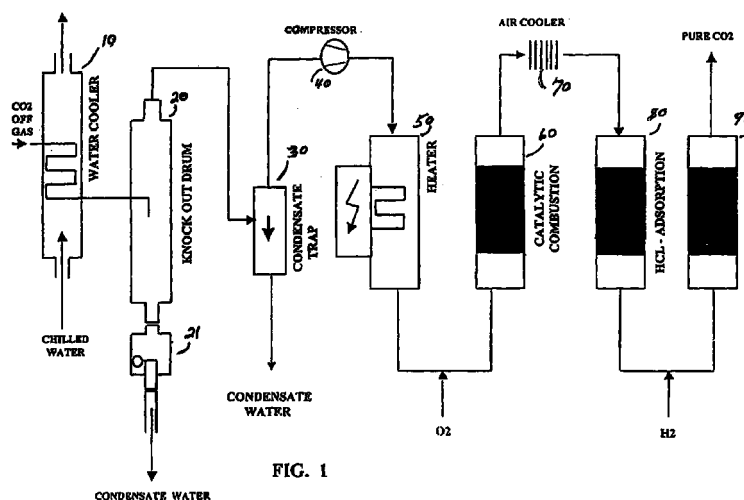 COMPRESSOR
AIR COOLER
PURE CO2
10
20
30
40
50
60
70
80
CO2
OFF
GAS
WATER COOLER
KNOCK OUT DRUM
CONDENSATE
TRAP
HEATER
CATALYTIC
COMBUSTION
HCL - ADSORPTION
21
CHILLED
WATER
CONDENSATE
WATER
O2
H2
FIG. 1
CONDENSATE WATER